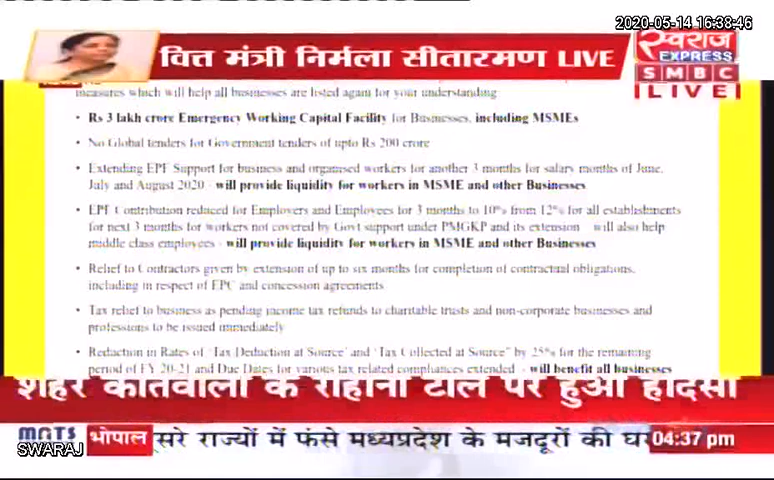 2020-05-14 16:38:46
वित्त मंत्री निर्मला सीतारमण LIVE
स्वराज
EXPRESS
SMBC
LIVE
measures which will help all businesses are listed again for your understanding
• Rs 3 lakh crore Emergency Working Capital Facility for Businesses, including MSMEs
• No Global tenders for Government tenders of upto Rs 200 crore
• Extending EPF Support for business and organised workers for another 3 months for salary months of June,
July and August 2020 - will provide liquidity for workers in MSME and other Businesses
• EPF Contribution reduced for Employers and Employees for 3 months to 10% from 12% for all establishments
for next 3 months for workers not covered by Govt support under PMGKP and its extension - will also help
middle class employees - will provide liquidity for workers in MSME and other Businesses
• Relief to Contractors given by extension of up to six months for completion of contractual obligations,
including in respect of EPC and concession agreements
• Tax relief to business as pending income tax refunds to charitable trusts and non-corporate businesses and
professions to be issued immediately
• Reduction in Rates of 'Tax Deduction at Source' and 'Tax Collected at Source" by 25% for the remaining
period of FY 20-21 and Due Dates for various tax related compliances extended - will benefit all businesses
शहर कोतवाली के रोहाना टोल पर हुआ हादसा
SWARAJ
भोपाल
सरे राज्यों में फंसे मध्यप्रदेश के मजदूरों की
04:37 pm